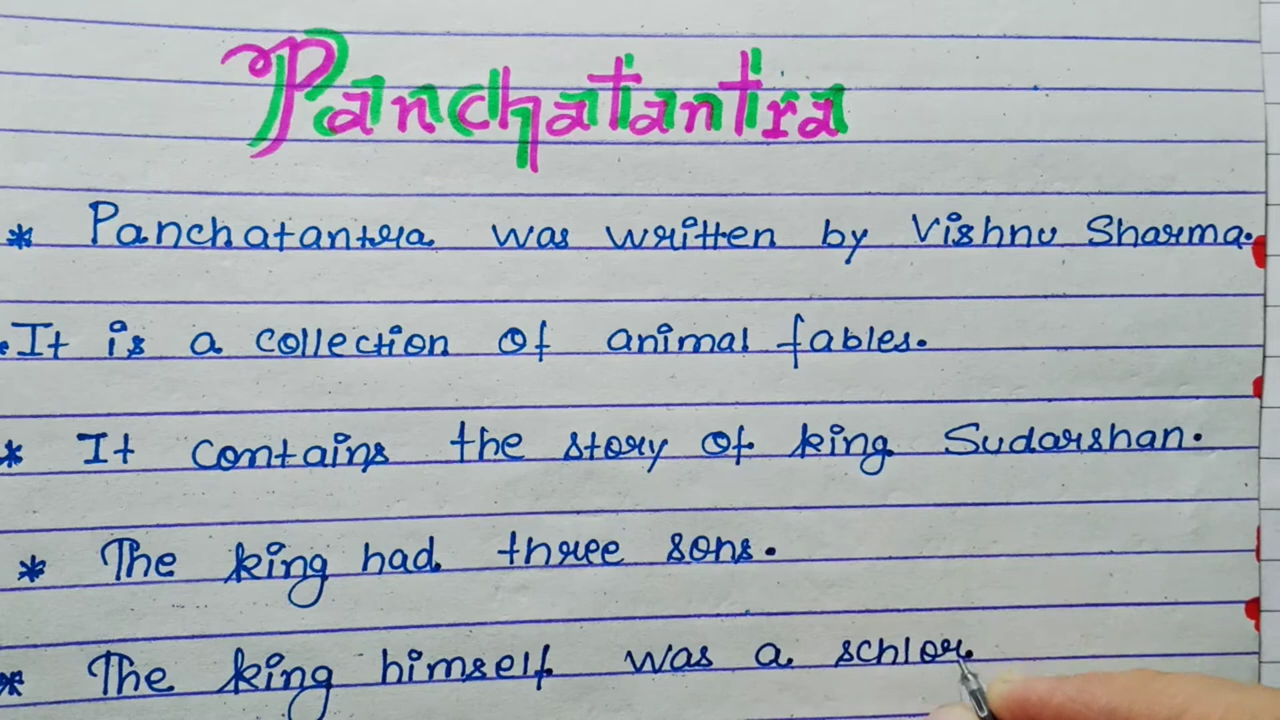 Panchatantra
* Panchatantra was written by Vishnu Sharma.
. It is a collection of animal fables.
* It contains the story of king Sudarshan.
* The king had three sons.
* The king himself was a schlor